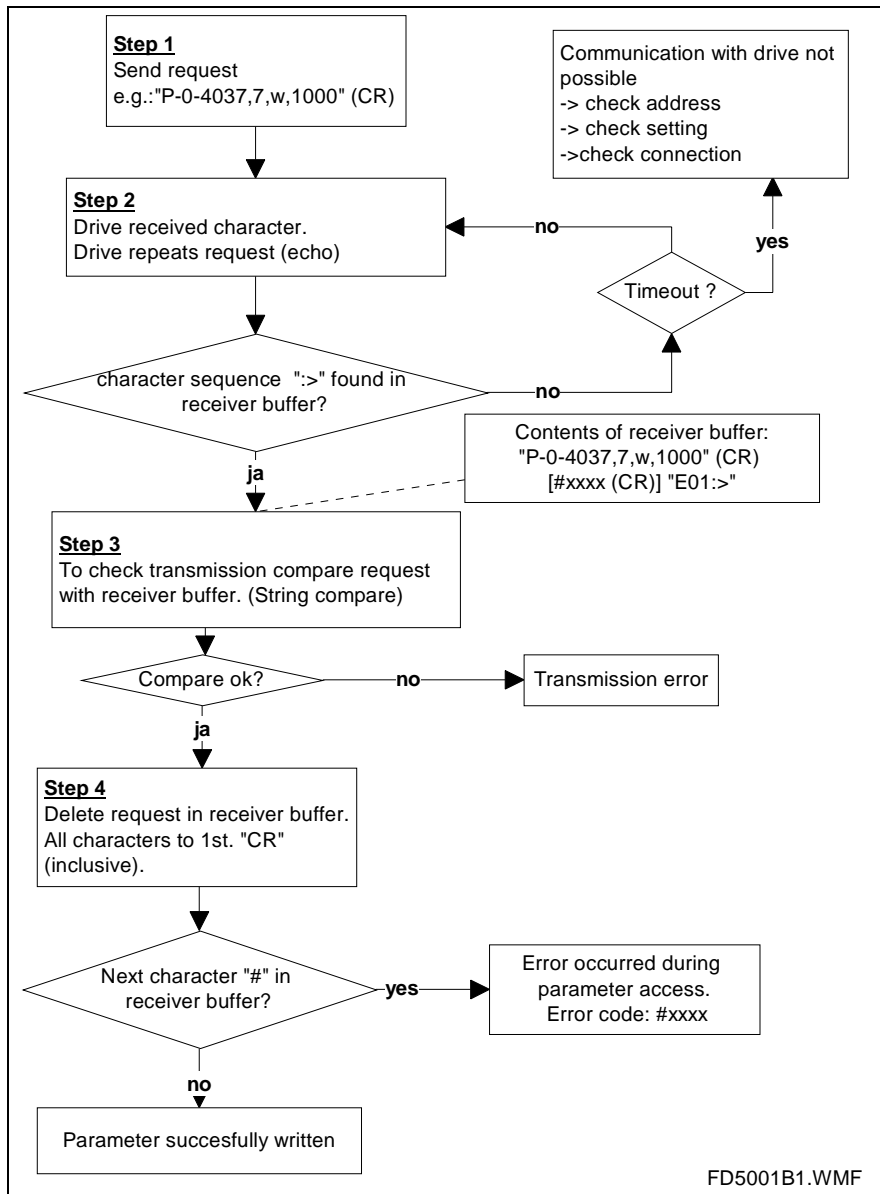 Step 1
Send request
e.g.:"P-0-4037,7,w,1000" (CR)
Communication with drive not
possible
-> check address
-> check setting
->check connection
Step 2
Drive received character.
Drive repeats request (echo)
no
yes
Timeout ?
character sequence ":>" found in
receiver buffer?
no
ja
Contents of receiver buffer:
"P-0-4037,7,w,1000" (CR)
[#xxxx (CR)] "E01:>"
Step 3
To check transmission compare request
with receiver buffer. (String compare)
Compare ok?
no
Transmission error
ja
Step 4
Delete request in receiver buffer.
All characters to 1st. "CR"
(inclusive).
Next character "#" in
receiver buffer?
yes
Error occurred during
parameter access.
Error code: #xxxx
no
Parameter succesfully written
FD5001B1.WMF